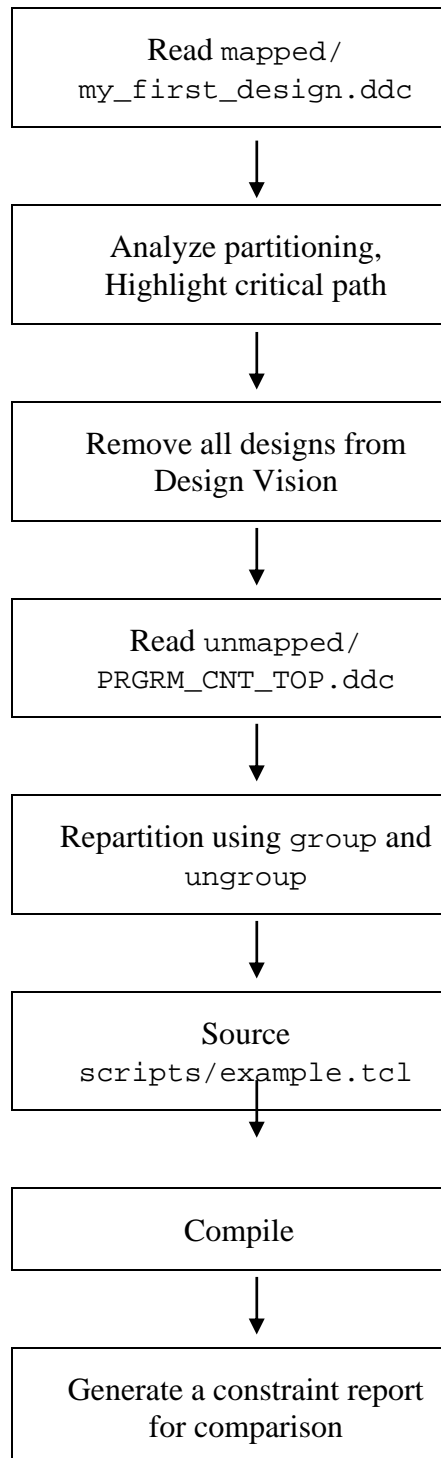 Read mapped/
my_first_design.ddc
Analyze partitioning,
Highlight critical path
Remove all designs from
Design Vision
Read unmapped/
PRGRM_CNT_TOP.ddc
Repartition using group and
ungroup
Source
scripts/example.tcl
Compile
Generate a constraint report
for comparison